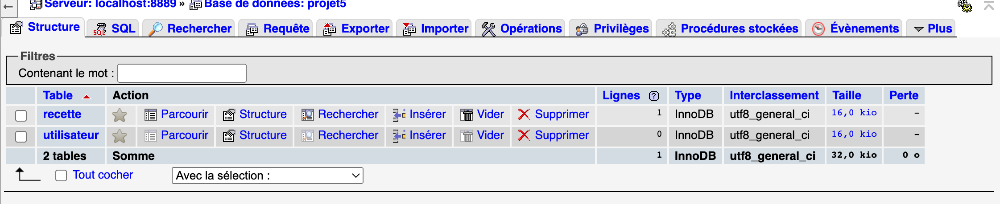 Serveur: localhost:8889 » Base de données: projet5
Structure SQL Rechercher Requête Exporter Importer Opérations Privilèges Procédures stockées Évènements Plus
Filtres
Contenant le mot :
Table Action Lignes ? Type Interclassement Taille Perte
recette Parcourir Structure Rechercher Insérer Vider Supprimer 1 InnoDB utf8_general_ci 16,0 kio –
utilisateur Parcourir Structure Rechercher Insérer Vider Supprimer 0 InnoDB utf8_general_ci 16,0 kio –
2 tables Somme 1 InnoDB utf8_general_ci 32,0 kio 0 o
Tout cocher Avec la sélection :